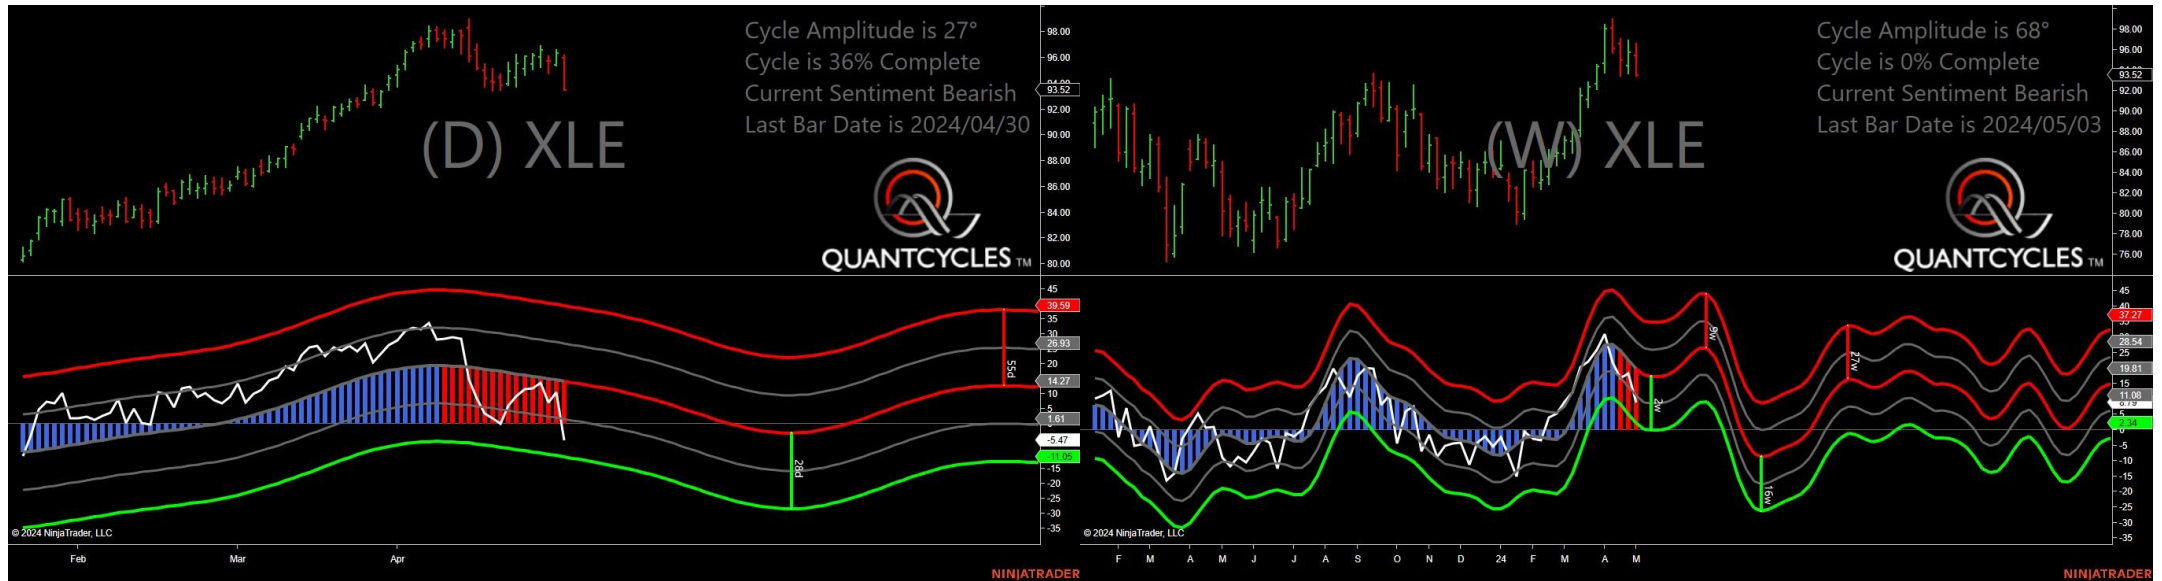 Cycle Amplitude is 27°
Cycle is 36% Complete
Current Sentiment Bearish
Last Bar Date is 2024/04/30
(D) XLE
QUANTCYCLES TM
98.00
96.00
93.52
92.00
90.00
88.00
86.00
84.00
82.00
80.00
45
39.59
35
30
26.93
25
14.27
10
5
1.61
-5.47
-11.05
-15
-20
-25
-30
-35
55d
28d
© 2024 NinjaTrader, LLC
Feb Mar Apr
NINJATRADER
Cycle Amplitude is 68°
Cycle is 0% Complete
Current Sentiment Bearish
Last Bar Date is 2024/05/03
(W) XLE
QUANTCYCLES TM
98.00
96.00
93.52
92.00
90.00
88.00
86.00
84.00
82.00
80.00
78.00
76.00
45
40
37.27
28.54
25
19.81
15
11.08
5
2.34
-5
-10
-15
-20
-25
-30
-35
9w
27w
2w
16w
© 2024 NinjaTrader, LLC
F M A M J J A S O N D 24 F M A M
NINJATRADER